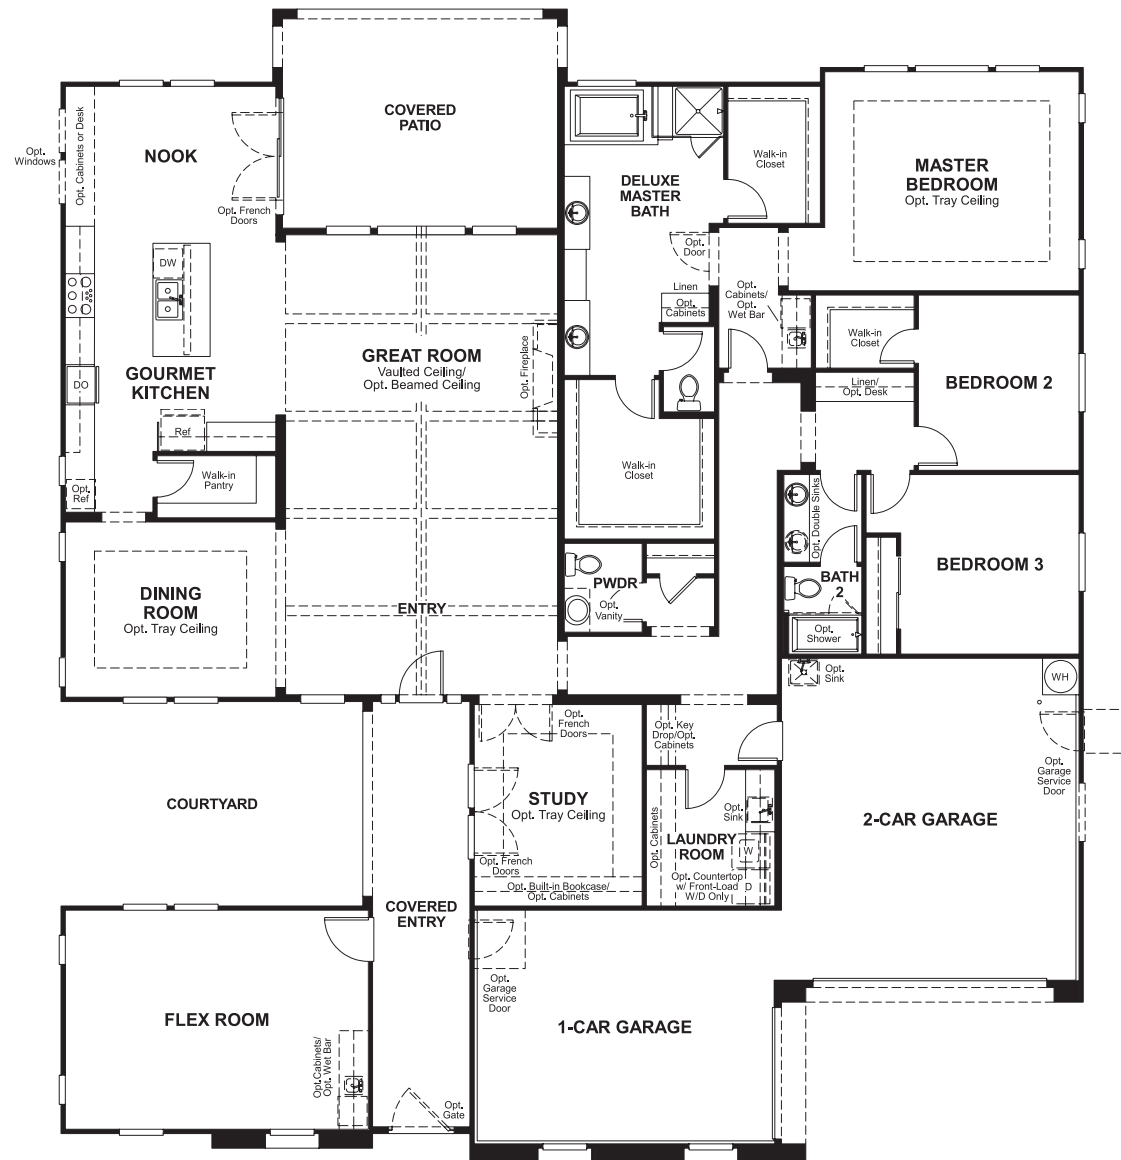 COVERED
PATIO
Opt.
Windows
Opt. Cabinets or Desk
NOOK
Opt. French
Doors
DELUXE
MASTER
BATH
Walk-in
Closet
MASTER
BEDROOM
Opt. Tray Ceiling
DW
Opt.
Door
Linen
Opt.
Cabinets
Opt.
Cabinets/
Opt.
Wet Bar
Walk-in
Closet
GREAT ROOM
Vaulted Ceiling/
Opt. Beamed Ceiling
Opt. Fireplace
GOURMET
KITCHEN
DO
BEDROOM 2
Linen/
Opt. Desk
Ref
Walk-in
Pantry
Opt.
Ref
Walk-in
Closet
Opt. Double Sinks
BEDROOM 3
DINING
ROOM
Opt. Tray Ceiling
ENTRY
PWDR
Opt.
Vanity
BATH
2
Opt.
Shower
Opt.
Sink
WH
Opt.
French
Doors
Opt. Key
Drop/Opt.
Cabinets
Opt.
Garage
Service
Door
COURTYARD
STUDY
Opt. Tray Ceiling
Opt. French
Doors
Opt. Built-in Bookcase/
Opt. Cabinets
Opt. Cabinets
Opt.
Sink
LAUNDRY
ROOM
W
Opt. Countertop
w/ Front-Load
W/D Only
D
2-CAR GARAGE
COVERED
ENTRY
Opt.
Garage
Service
Door
FLEX ROOM
1-CAR GARAGE
Opt.Cabinets/
Opt. Wet Bar
Opt.
Gate